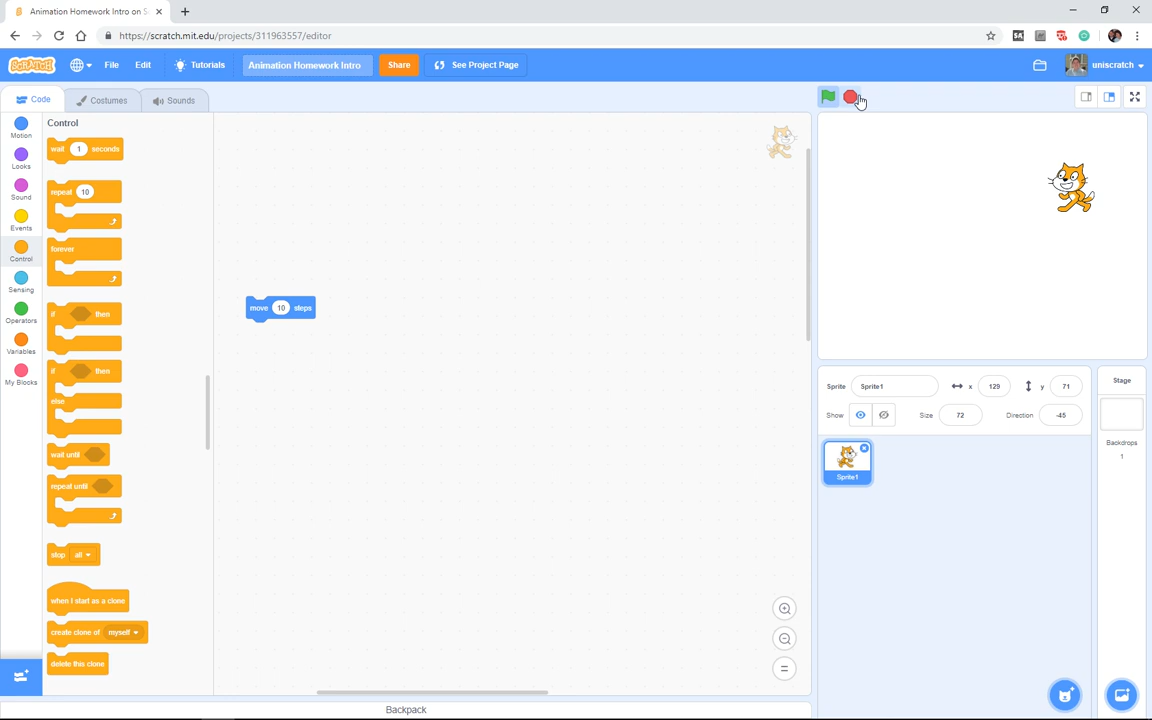 Animation Homework Intro on S
https://scratch.mit.edu/projects/311963557/editor
SCRATCH File Edit Tutorials Animation Homework Intro Share See Project Page uniscratch
Code Costumes Sounds
Motion
Looks
Sound
Events
Control
Sensing
Operators
Variables
My Blocks
Control
wait 1 seconds
repeat 10
forever
if then
if then
else
wait until
repeat until
stop all
when I start as a clone
create clone of myself
delete this clone
move 10 steps
Sprite Sprite1 x 129 y 71
Show Size 72 Direction -45
Sprite1
Stage
Backdrops
1
Backpack